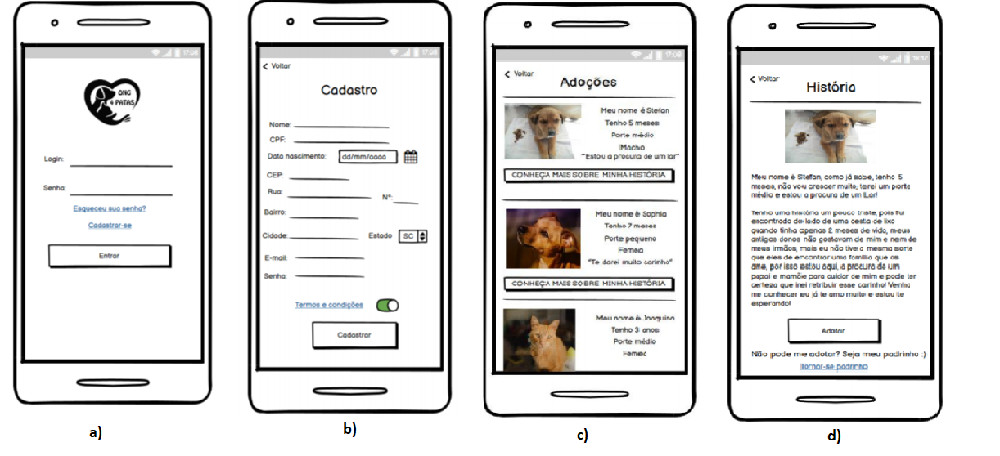 17:08
ONG
4 PATAS
Login:
Senha:
Esqueceu sua senha?
Cadastrar-se
Entrar
a)
17:08
Voltar
Cadastro
Nome:
CPF:
Data nascimento: dd/mm/aaaa
CEP:
Rua: Nº:
Bairro:
Cidade: Estado SC
E-mail:
Senha:
Termos e condições
Cadastrar
b)
17:08
Voltar
Adoções
Meu nome é Stefan
Tenho 5 meses
Porte médio
Macho
"Estou a procura de um lar"
CONHEÇA MAIS SOBRE MINHA HISTÓRIA
Meu nome é Sophia
Tenho 7 meses
Porte pequeno
Femea
"Te darei muito carinho"
CONHEÇA MAIS SOBRE MINHA HISTÓRIA
Meu nome é Joaquina
Tenho 3 anos
Porte médio
Femea
c)
18:17
Voltar
História
Meu nome é Stefan, como já sabe, tenho 5
meses, não vou crescer muito, terei um porte
médio e estou a procura de um Lar!
Tenho uma história um pouco triste, pois fui
encontrado do lado de uma cesta de lixo
quando tinha apenas 2 meses de vida, meus
antigos donos não gostavam de mim e nem de
meus irmãos, mais eu não tive a mesma sorte
que eles de encontrar uma família que os
ame, por isso estou aqui, a procura de um
papai e mamãe para cuidar de mim e pode ter
certeza que irei retribuir esse carinho! Venha
me conhecer eu já te amo muito e estou te
esperando!
Adotar
Não pode me adotar? Seja meu padrinho :)
Tornar-se padrinho
d)